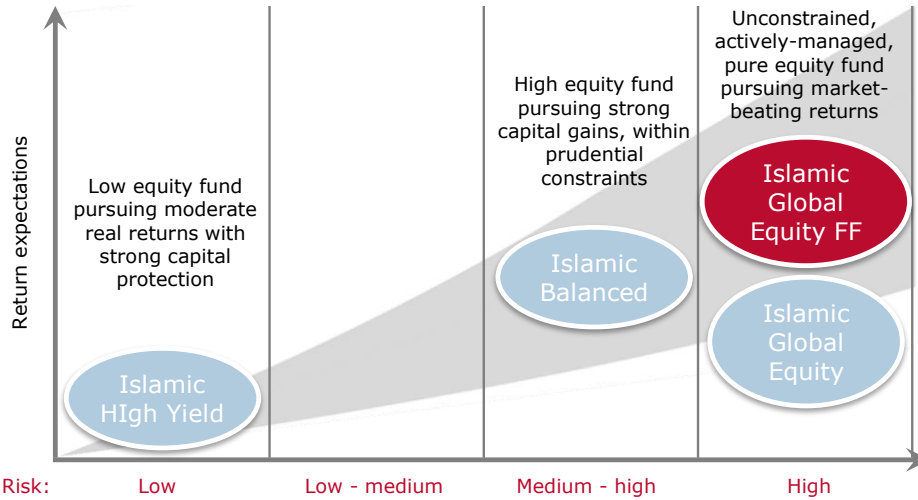 Return expectations
Low equity fund
pursuing moderate
real returns with
strong capital
protection
Islamic
HIgh Yield
High equity fund
pursuing strong
capital gains, within
prudential
constraints
Islamic
Balanced
Unconstrained,
actively-managed,
pure equity fund
pursuing market-
beating returns
Islamic
Global
Equity FF
Islamic
Global
Equity
Risk: Low Low - medium Medium - high High